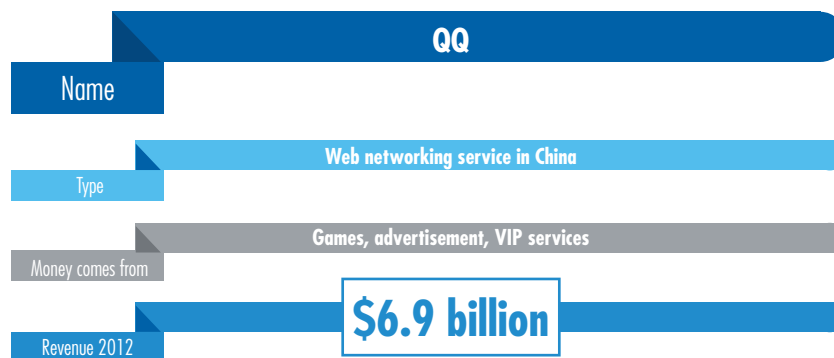 QQ
Name
Web networking service in China
Type
Games, advertisement, VIP services
Money comes from
$6.9 billion
Revenue 2012